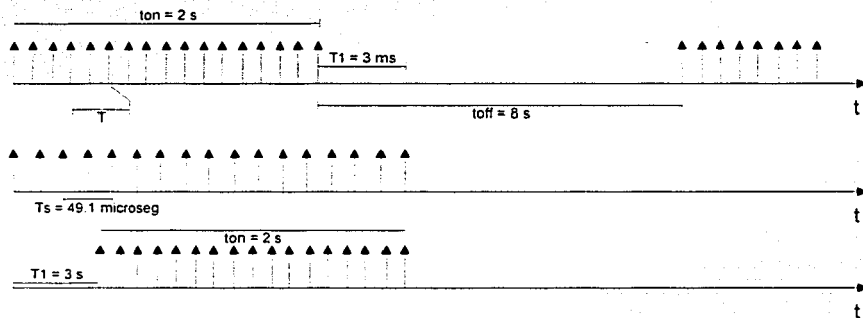 ton = 2 s
T1 = 3 ms
T
toff = 8 s
t
Ts = 49.1 microseg
t
ton = 2 s
T1 = 3 s
t